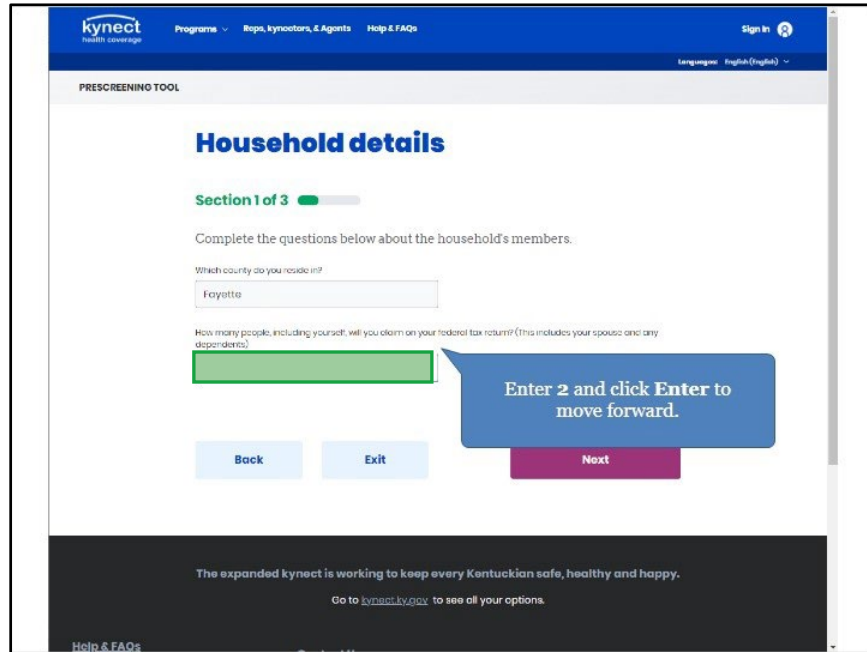 kynect
health coverage
Programs Reps, kynectors, & Agents Help & FAQs Sign In
Languages: English (English)
PRESCREENING TOOL
Household details
Section 1 of 3
Complete the questions below about the household's members.
Which county do you reside in?
Fayette
How many people, including yourself, will you claim on your federal tax return? (This includes your spouse and any
dependents)
Enter 2 and click Enter to
move forward.
Back Exit Next
The expanded kynect is working to keep every Kentuckian safe, healthy and happy.
Go to kynect.ky.gov to see all your options.
Help & FAQs